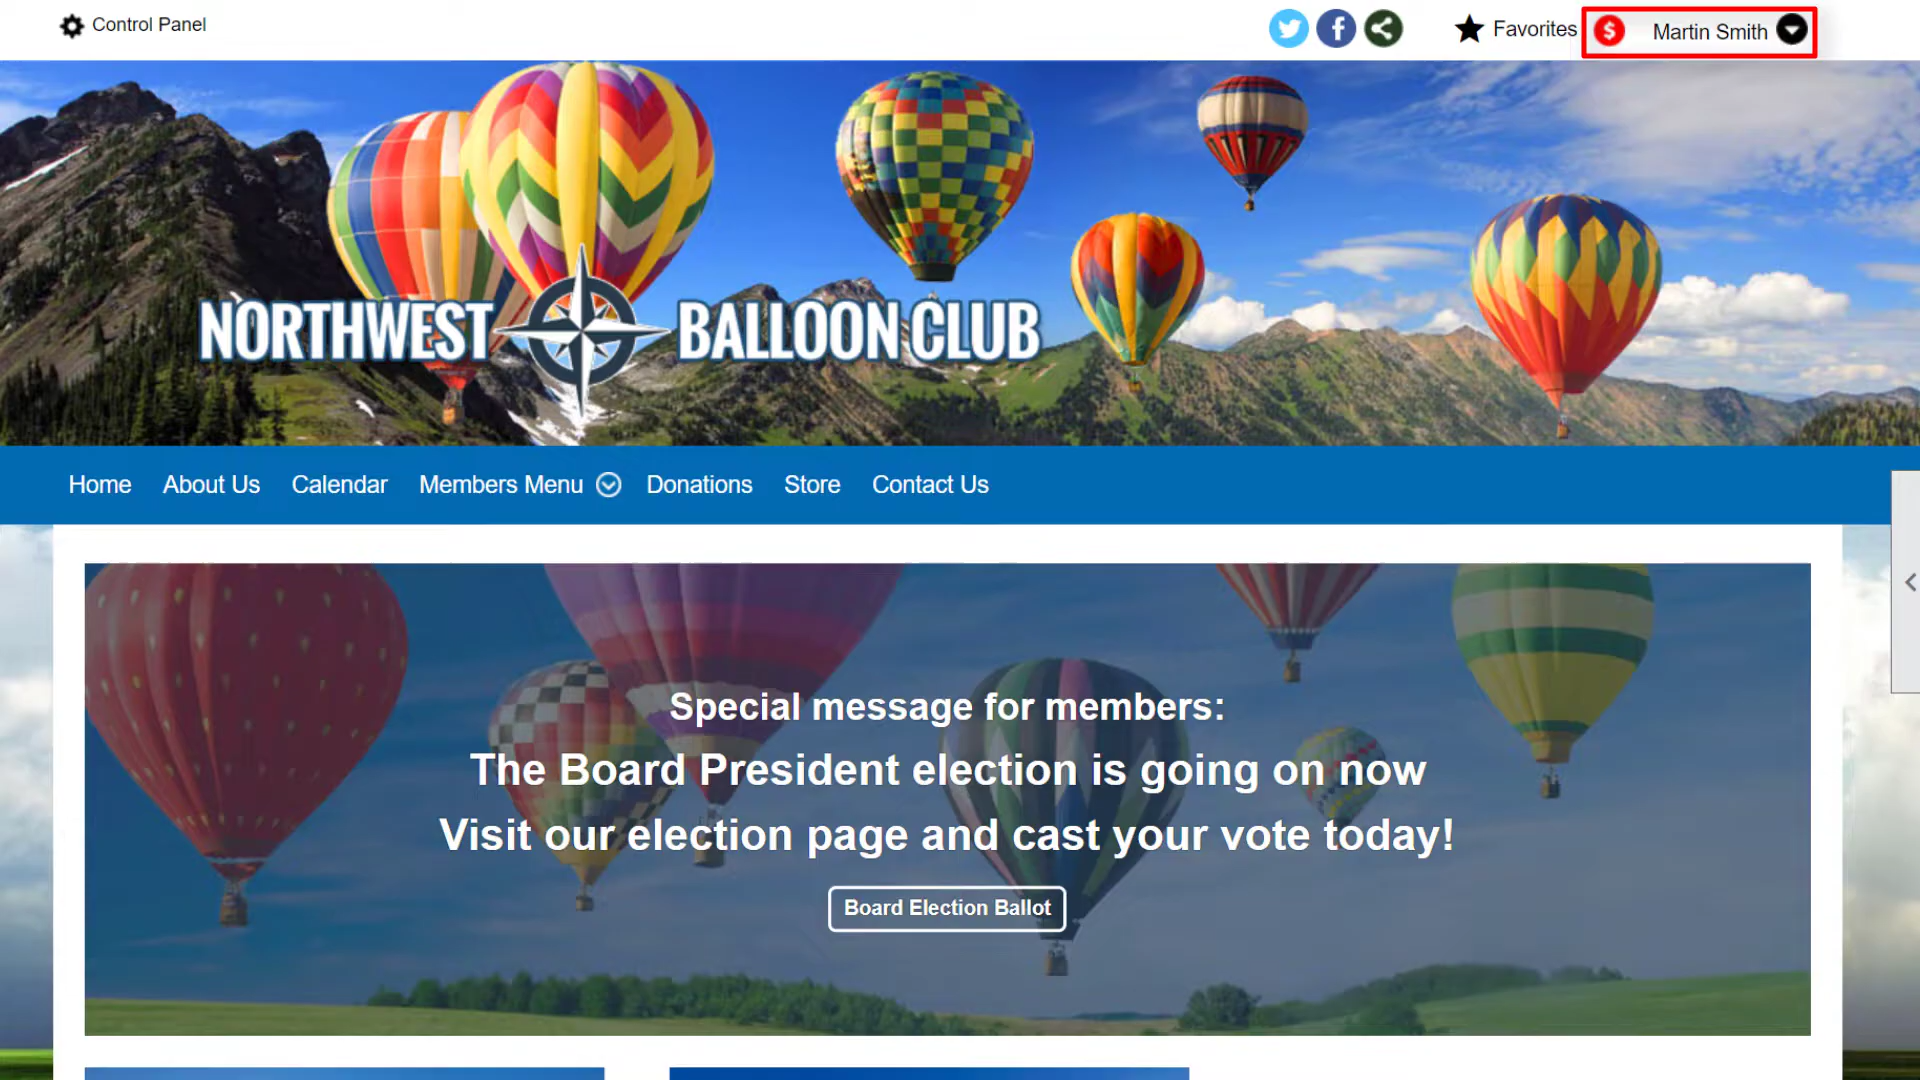 Control Panel
Favorites
$ Martin Smith
NORTHWEST BALLOON CLUB
Home About Us Calendar Members Menu Donations Store Contact Us
Special message for members:
The Board President election is going on now
Visit our election page and cast your vote today!
Board Election Ballot